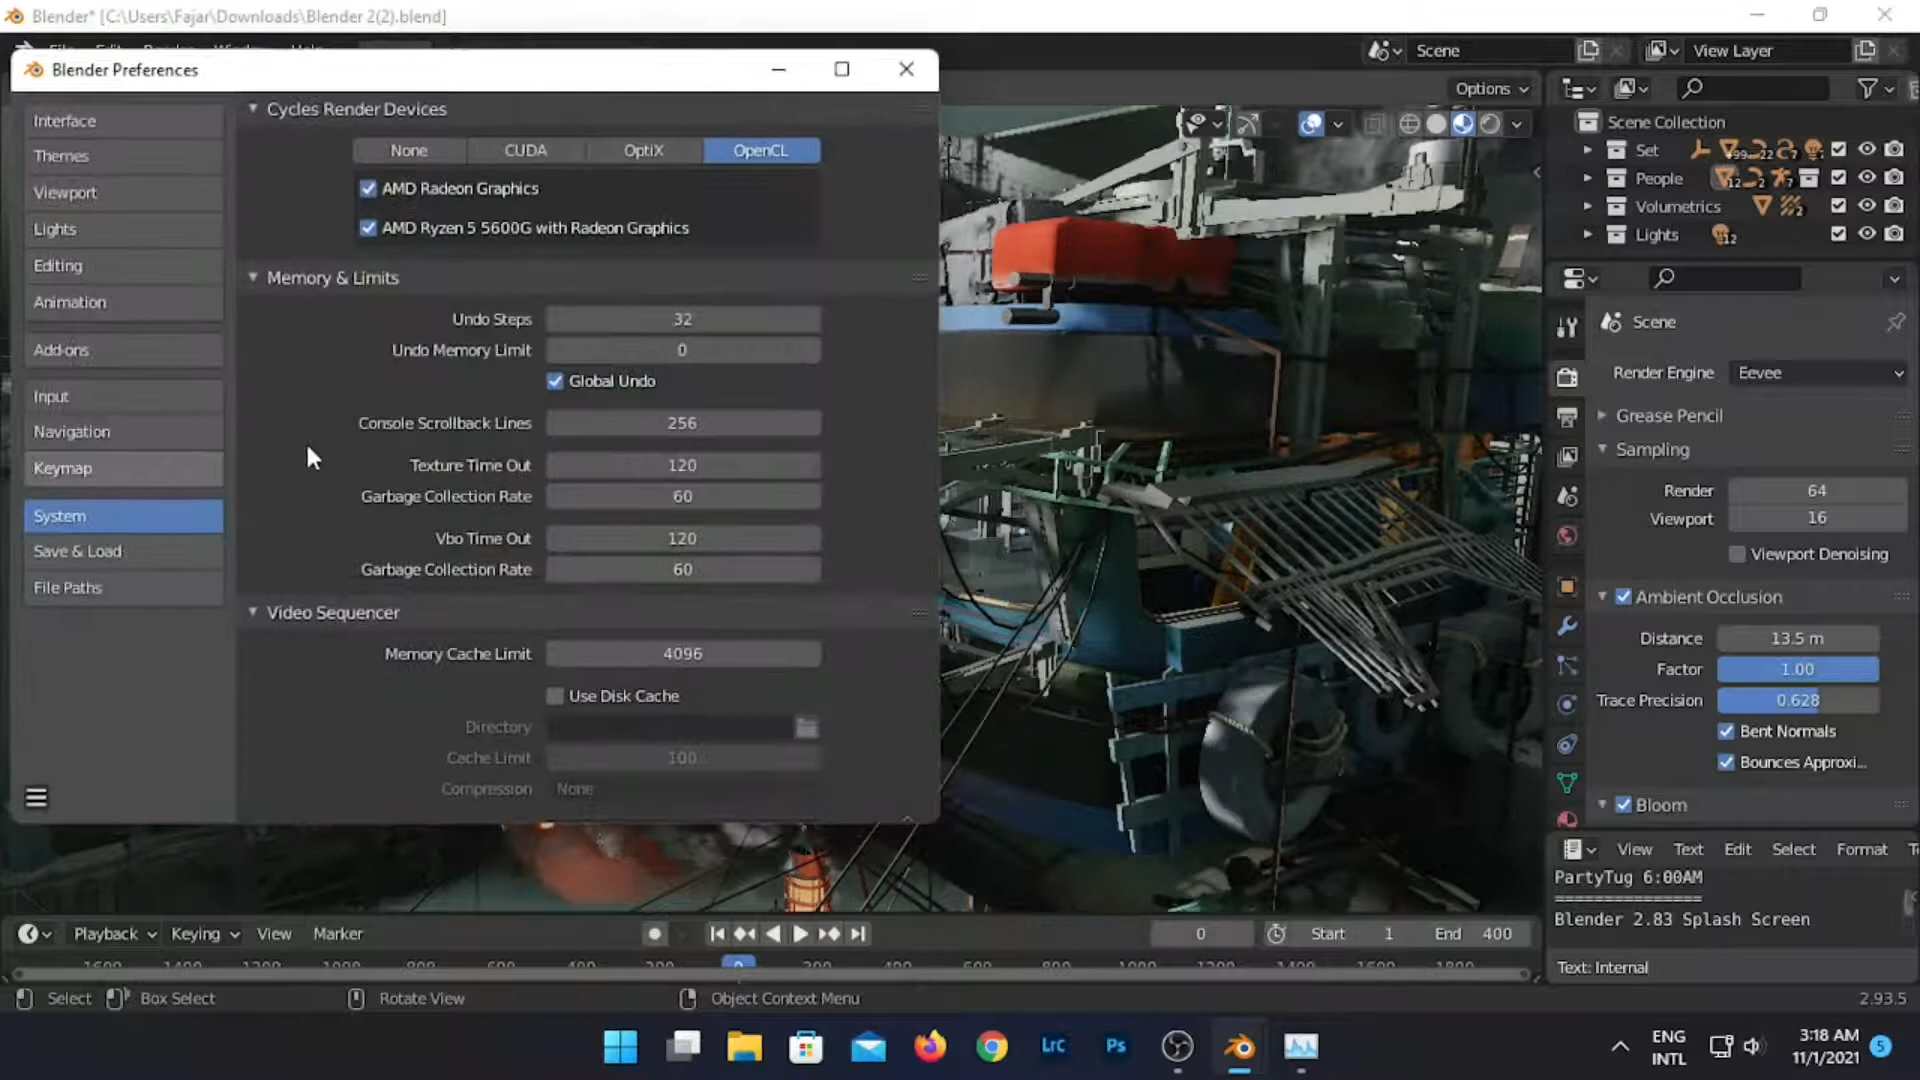 Blender* [C:\Users\Fajar\Downloads\Blender 2(2).blend]
Scene
View Layer
Blender Preferences
Options
Interface
Themes
Viewport
Lights
Editing
Animation
Add-ons
Input
Navigation
Keymap
System
Save & Load
File Paths
Cycles Render Devices
None CUDA OptiX OpenCL
AMD Radeon Graphics
AMD Ryzen 5 5600G with Radeon Graphics
Memory & Limits
Undo Steps 32
Undo Memory Limit 0
Global Undo
Console Scrollback Lines 256
Texture Time Out 120
Garbage Collection Rate 60
Vbo Time Out 120
Garbage Collection Rate 60
Video Sequencer
Memory Cache Limit 4096
Use Disk Cache
Directory
Cache Limit 100
Compression None
Scene Collection
Set
People
Volumetrics
Lights
Scene
Render Engine Eevee
Grease Pencil
Sampling
Render 64
Viewport 16
Viewport Denoising
Ambient Occlusion
Distance 13.5 m
Factor 1.00
Trace Precision 0.628
Bent Normals
Bounces Approxi...
Bloom
View Text Edit Select Format
PartyTug 6:00AM
===============
Blender 2.83 Splash Screen
Text: Internal
Playback Keying View Marker
0 Start 1 End 400
Select Box Select Rotate View Object Context Menu 2.93.5
Lrc Ps
ENG
INTL
3:18 AM
11/1/2021
5